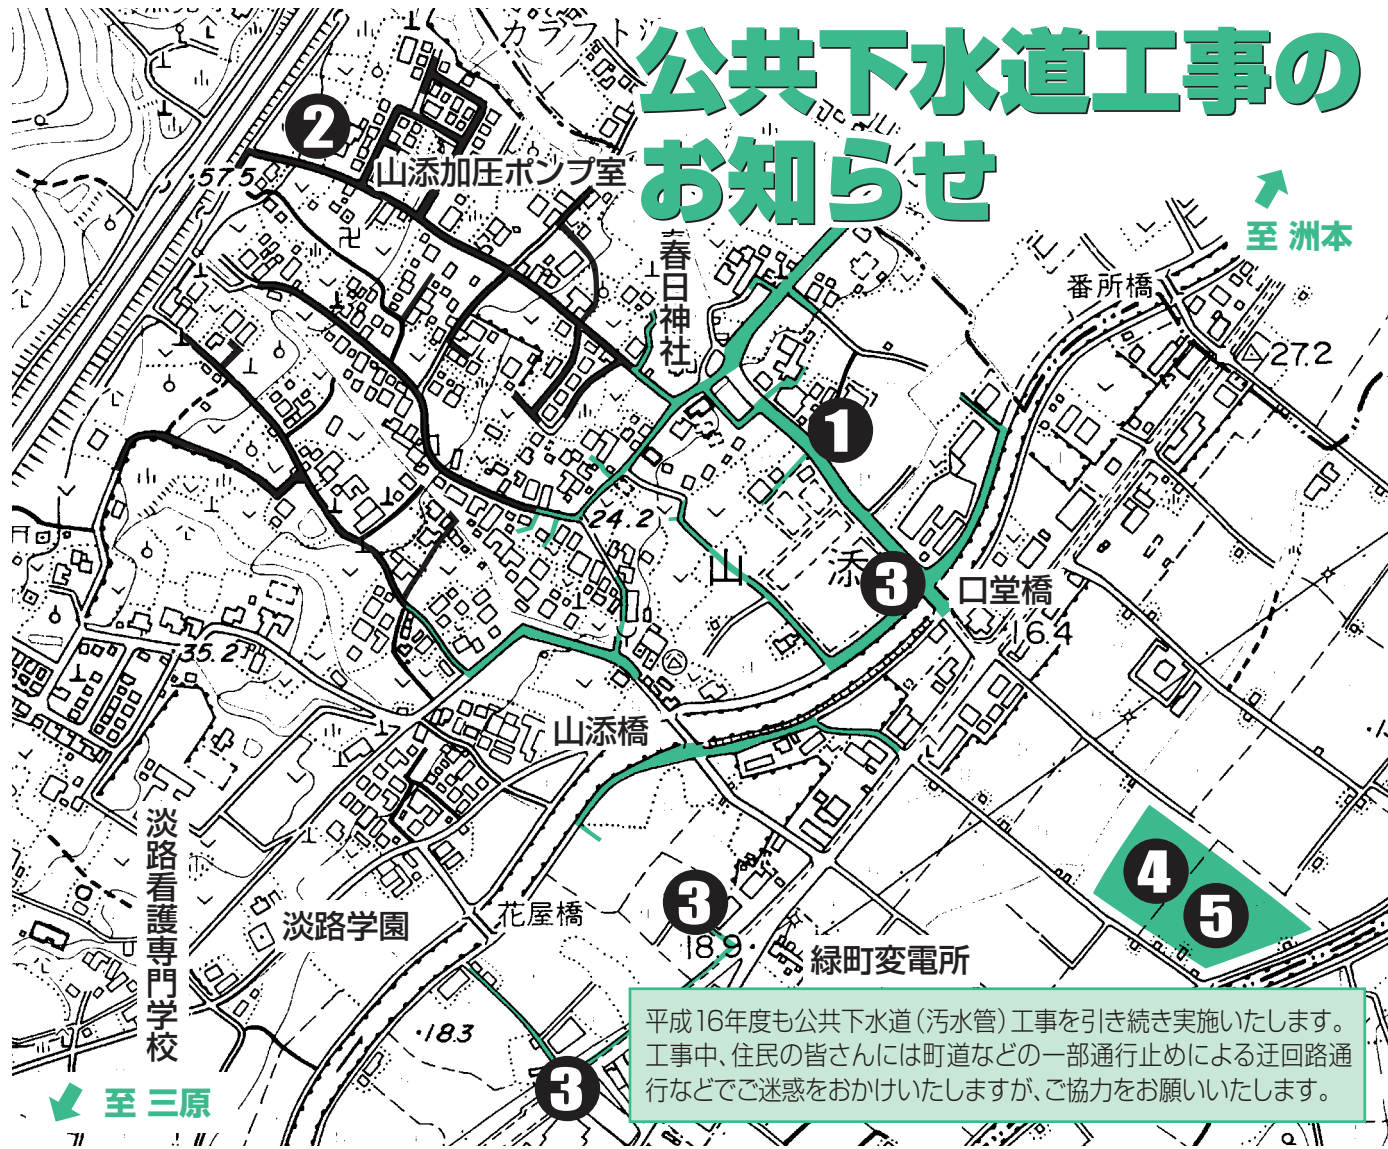 公共下水道工事の
お知らせ
カラフト
2
山添加圧ポンプ室
57.5
至 洲本
春日神社
番所橋
27.2
1
24.2
山 添
3
口堂橋
16.4
35.2
山添橋
4
5
淡路看護専門学校
淡路学園
花屋橋
3
18.9
緑町変電所
18.3
3
至 三原
平成16年度も公共下水道(汚水管)工事を引き続き実施いたします。
工事中、住民の皆さんには町道などの一部通行止めによる迂回路通
行などでご迷惑をおかけいたしますが、ご協力をお願いいたします。